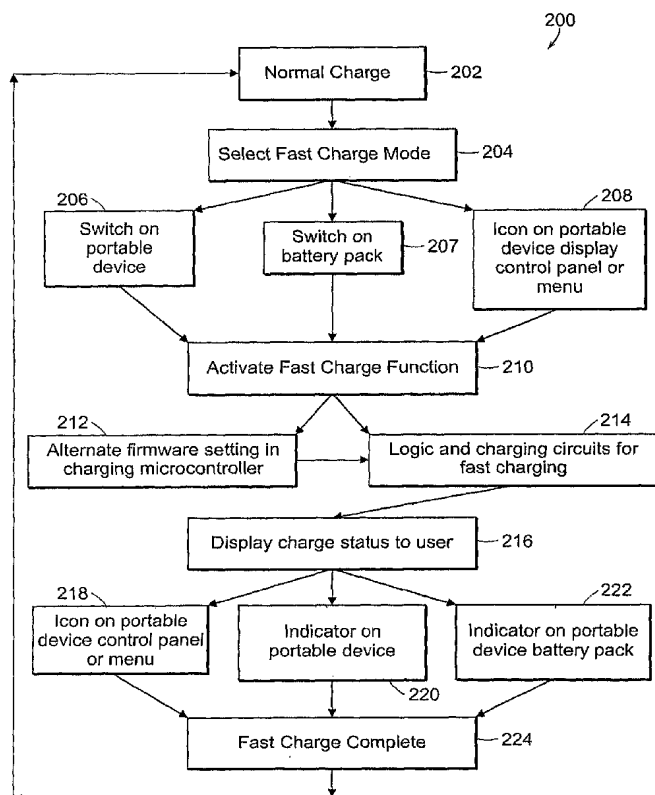 200
Normal Charge
202
Select Fast Charge Mode
204
206
Switch on
portable
device
Switch on
battery pack
207
208
Icon on portable
device display
control panel or
menu
Activate Fast Charge Function
210
212
Alternate firmware setting in
charging microcontroller
214
Logic and charging circuits for
fast charging
Display charge status to user
216
218
Icon on portable
device control panel
or menu
Indicator on
portable device
220
222
Indicator on portable
device battery pack
Fast Charge Complete
224